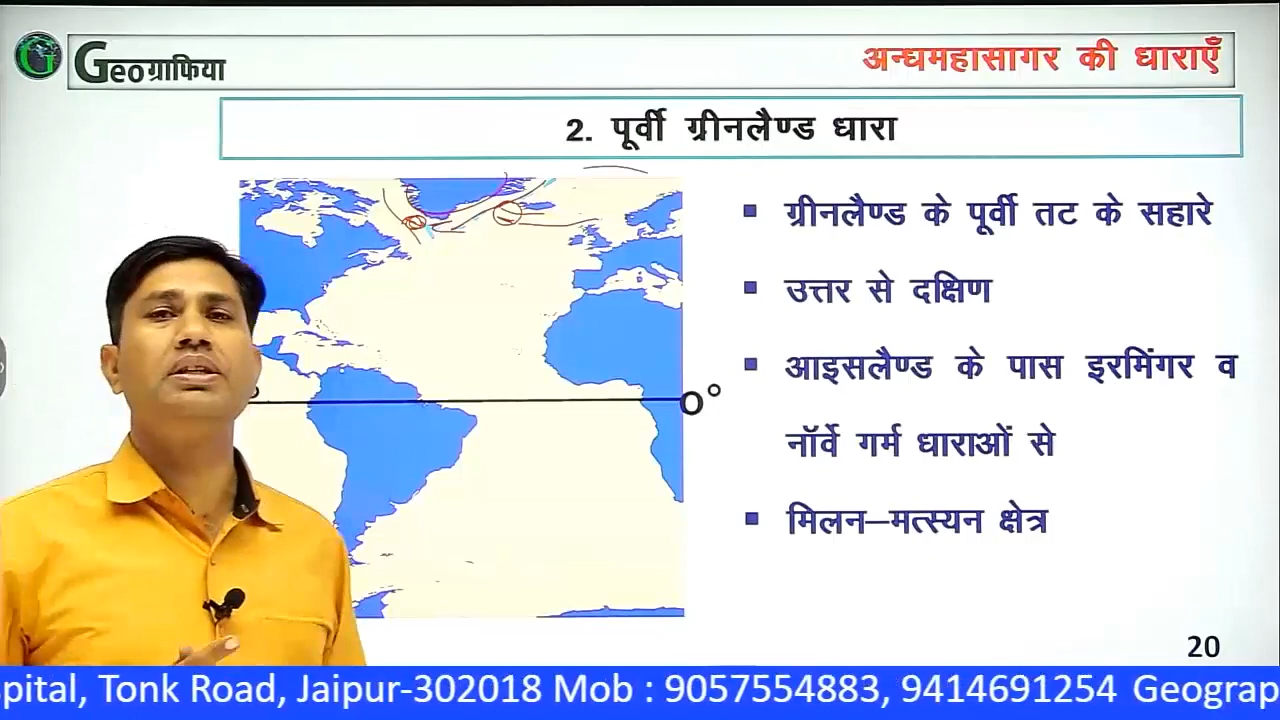 Geoग्राफिया
अन्धमहासागर की धाराएँ
2. पूर्वी ग्रीनलैण्ड धारा
ग्रीनलैण्ड के पूर्वी तट के सहारे
उत्तर से दक्षिण
आइसलैण्ड के पास इरमिंगर व
नॉर्वे गर्म धाराओं से
मिलन–मत्स्यन क्षेत्र
0°
20
spital, Tonk Road, Jaipur-302018 Mob : 9057554883, 9414691254 Geograp